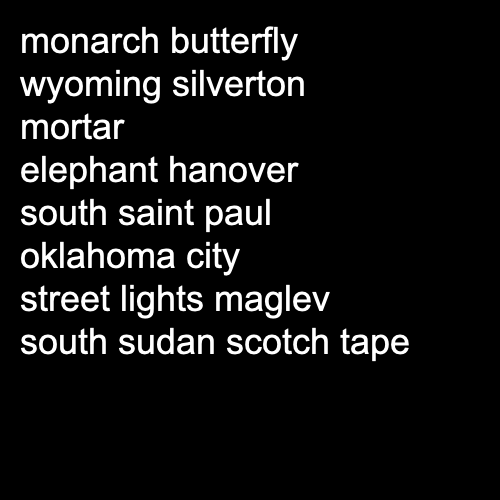 monarch butterfly
wyoming silverton
mortar
elephant hanover
south saint paul
oklahoma city
street lights maglev
south sudan scotch tape